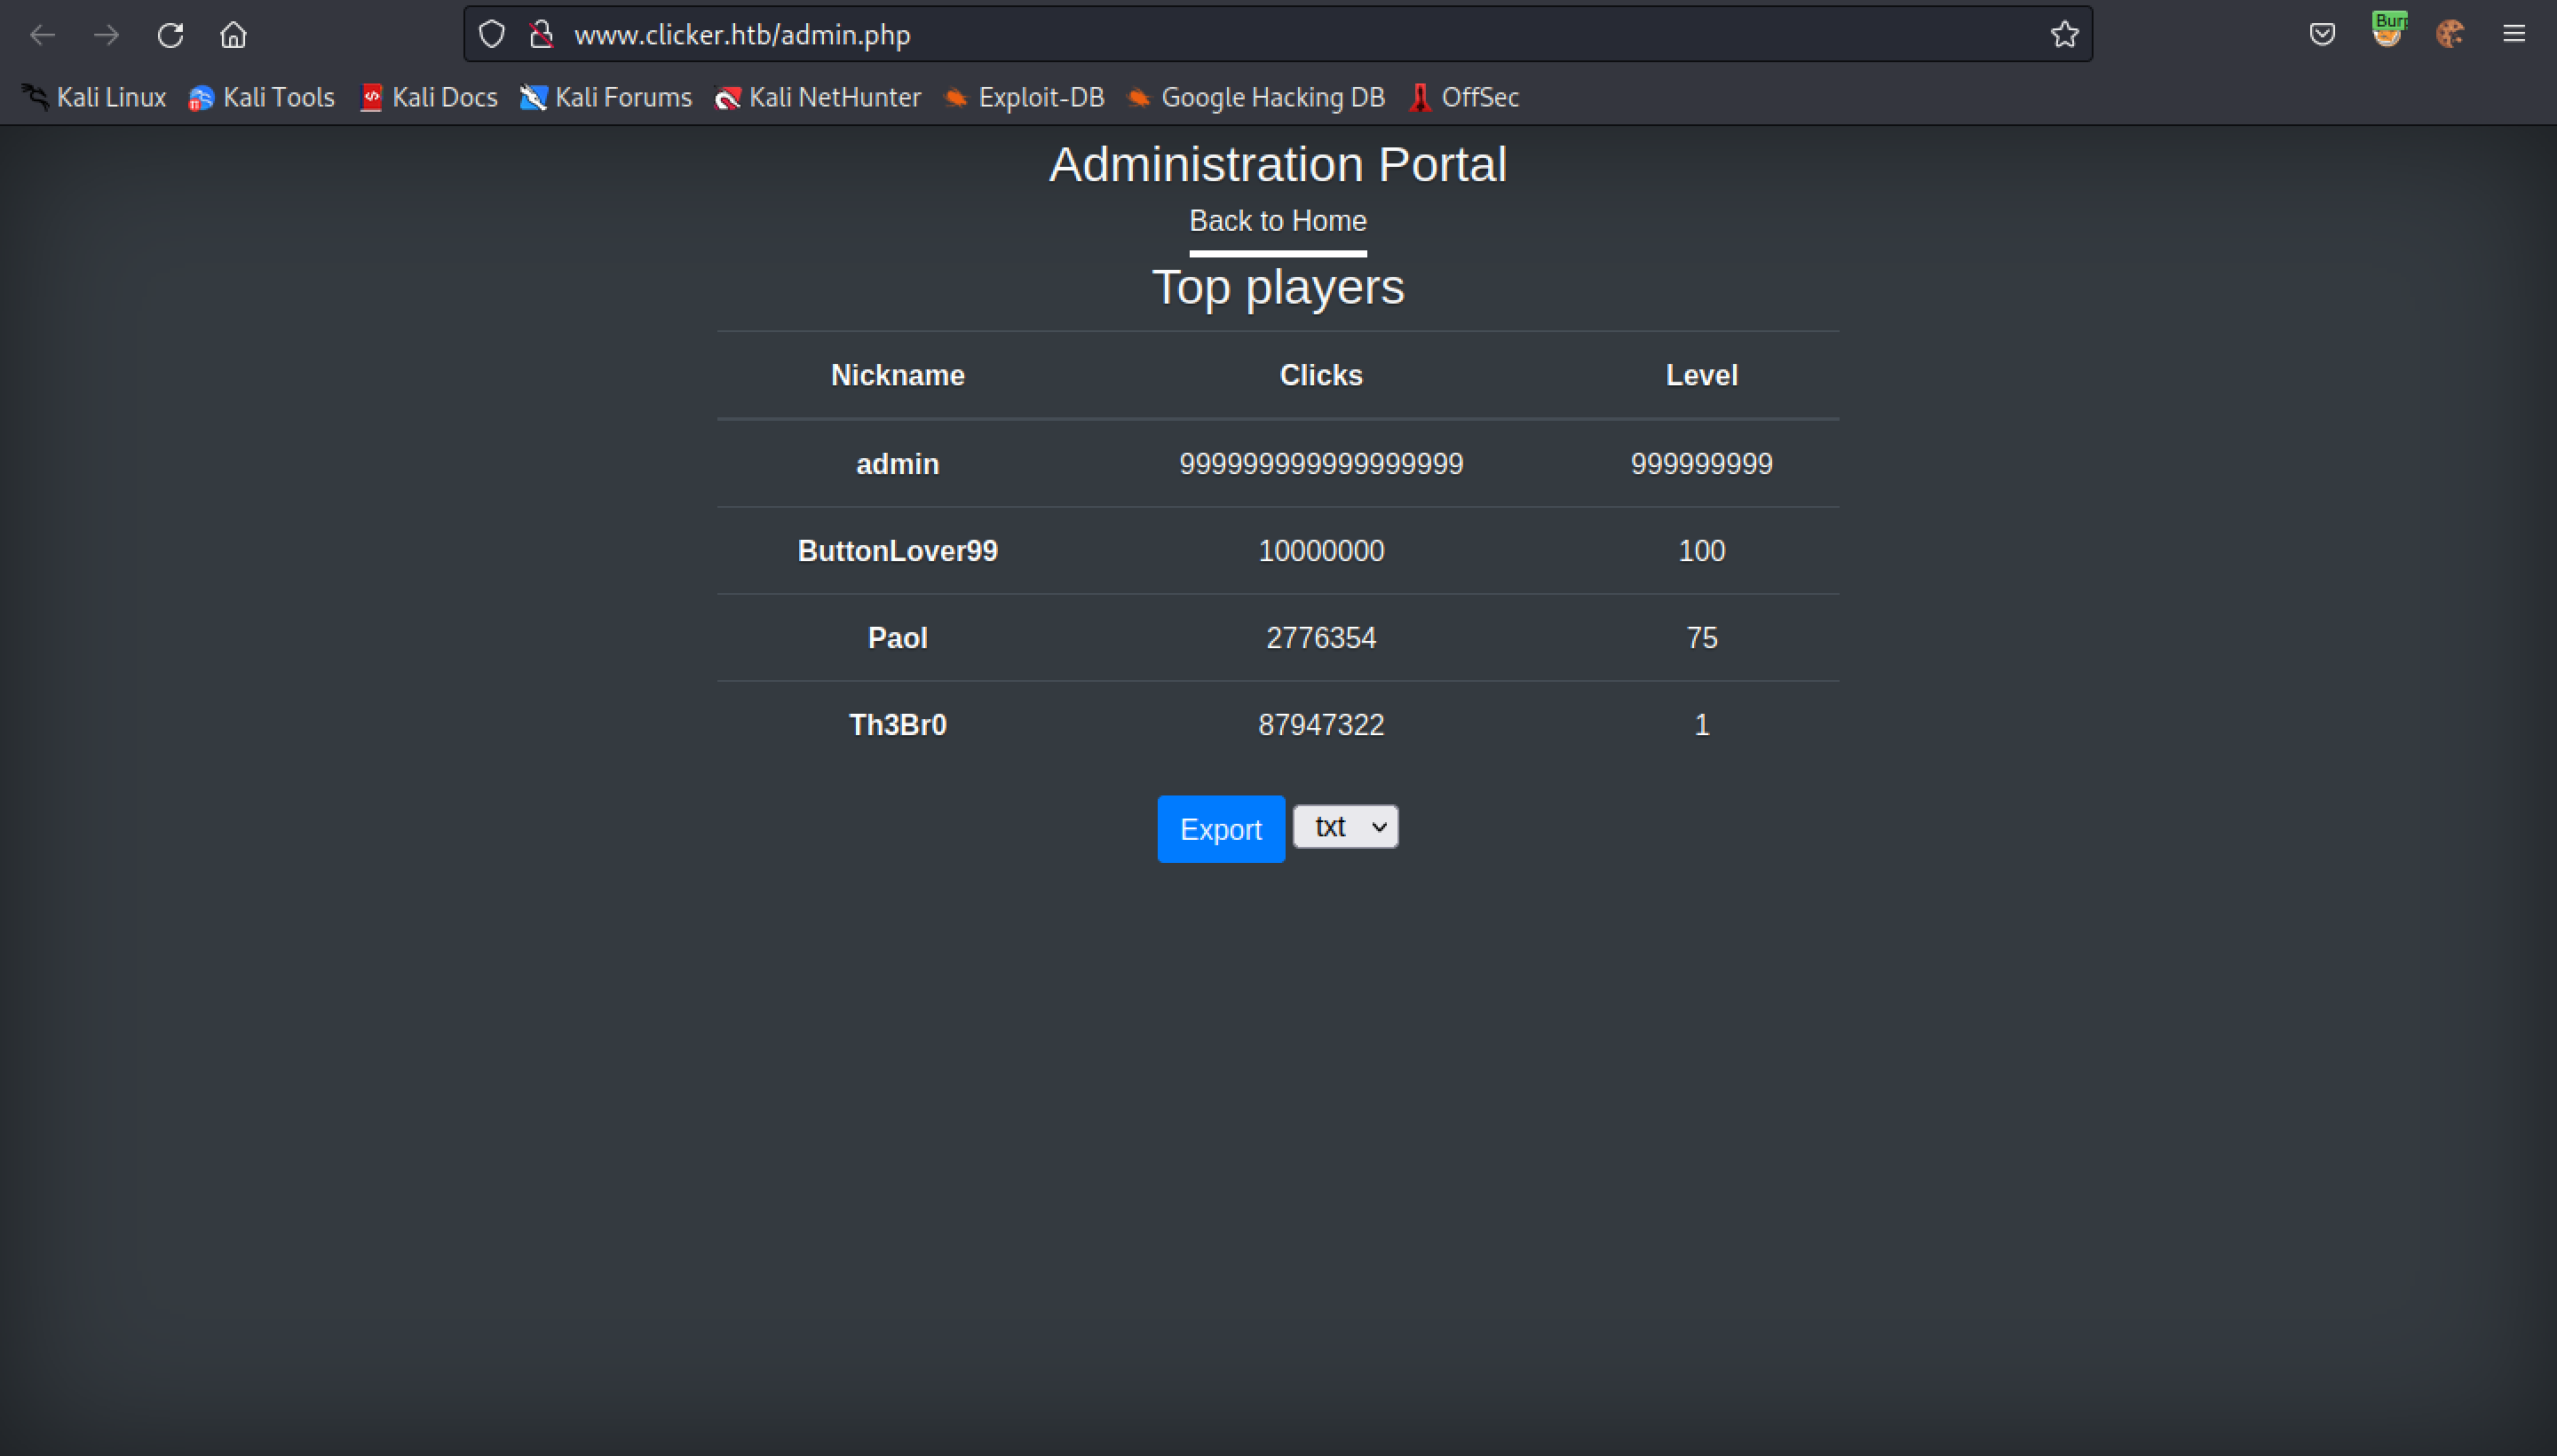 www.clicker.htb/admin.php
Kali Linux Kali Tools Kali Docs Kali Forums Kali NetHunter Exploit-DB Google Hacking DB OffSec
Administration Portal
Back to Home
Top players
Nickname Clicks Level
admin 999999999999999999 999999999
ButtonLover99 10000000 100
Paol 2776354 75
Th3Br0 87947322 1
Export txt